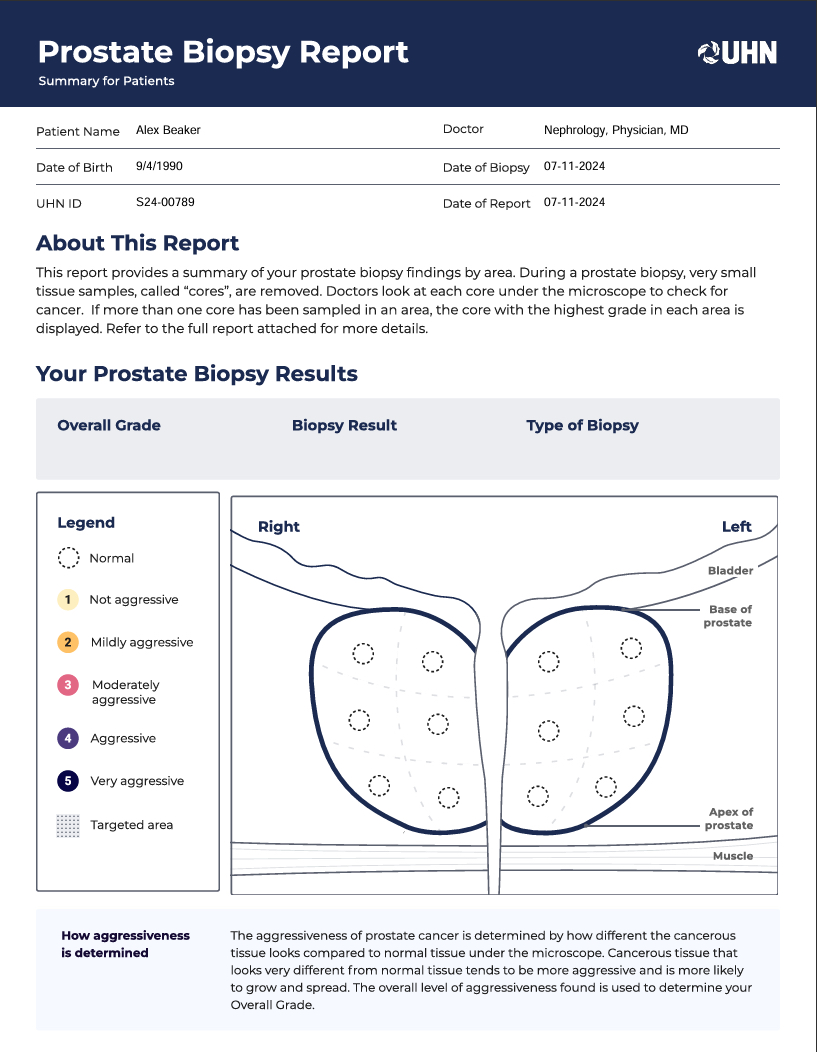 Prostate Biopsy Report
Summary for Patients
UHN
Patient Name Alex Beaker
Doctor Nephrology, Physician, MD
Date of Birth 9/4/1990
Date of Biopsy 07-11-2024
UHN ID S24-00789
Date of Report 07-11-2024
About This Report
This report provides a summary of your prostate biopsy findings by area. During a prostate biopsy, very small
tissue samples, called “cores”, are removed. Doctors look at each core under the microscope to check for
cancer.  If more than one core has been sampled in an area, the core with the highest grade in each area is
displayed. Refer to the full report attached for more details.
Your Prostate Biopsy Results
Overall Grade Biopsy Result Type of Biopsy
Legend
Normal
1 Not aggressive
2 Mildly aggressive
3 Moderately
aggressive
4 Aggressive
5 Very aggressive
Targeted area
Right
Left
Bladder
Base of
prostate
Apex of
prostate
Muscle
How aggressiveness
is determined
The aggressiveness of prostate cancer is determined by how different the cancerous
tissue looks compared to normal tissue under the microscope. Cancerous tissue that
looks very different from normal tissue tends to be more aggressive and is more likely
to grow and spread. The overall level of aggressiveness found is used to determine your
Overall Grade.